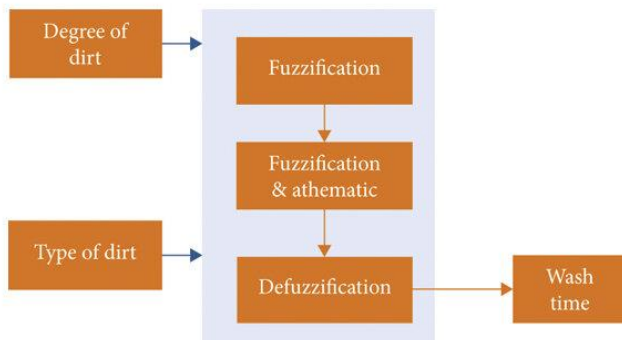 Degree of
dirt
Fuzzification
Fuzzification
& athematic
Type of dirt
Defuzzification
Wash
time